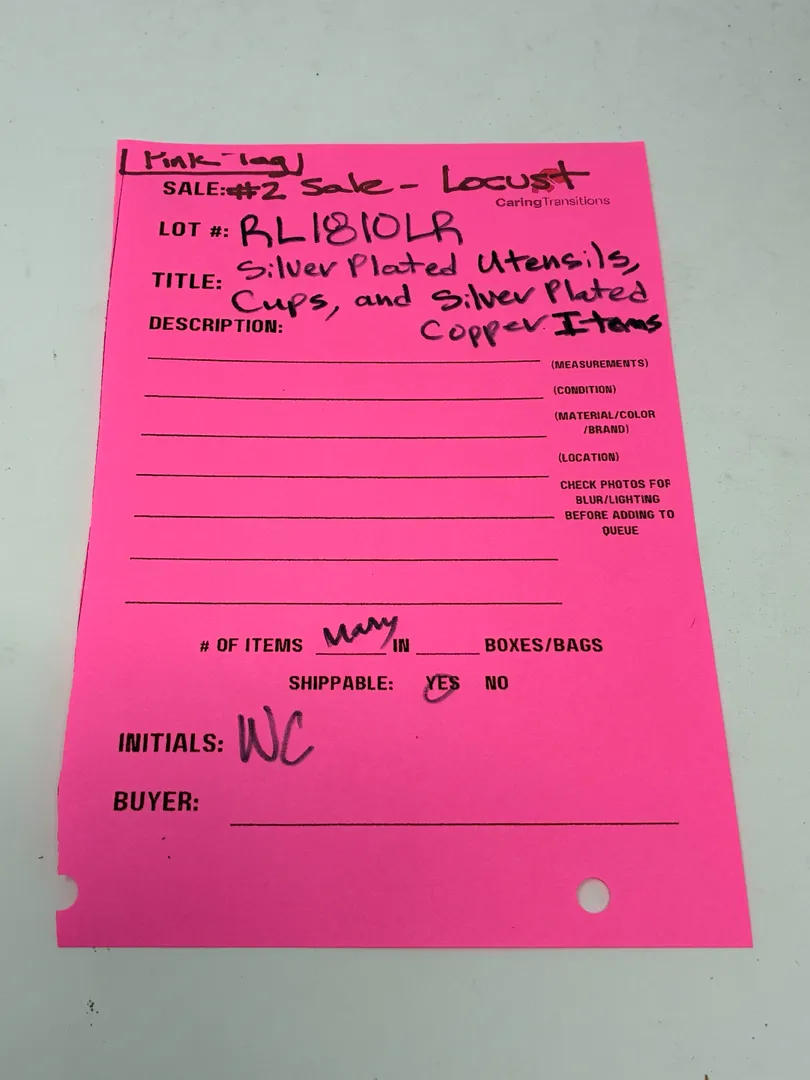 Pink Tag
SALE: #2 Sale - Locust
CaringTransitions
LOT #: RL1810LR
TITLE: Silver Plated Utensils,
Cups, and Silver Plated
DESCRIPTION: Copper Items
(MEASUREMENTS)
(CONDITION)
(MATERIAL/COLOR
/BRAND)
(LOCATION)
CHECK PHOTOS FOR
BLUR/LIGHTING
BEFORE ADDING TO
QUEUE
# OF ITEMS Many IN BOXES/BAGS
SHIPPABLE: YES NO
INITIALS: WC
BUYER: